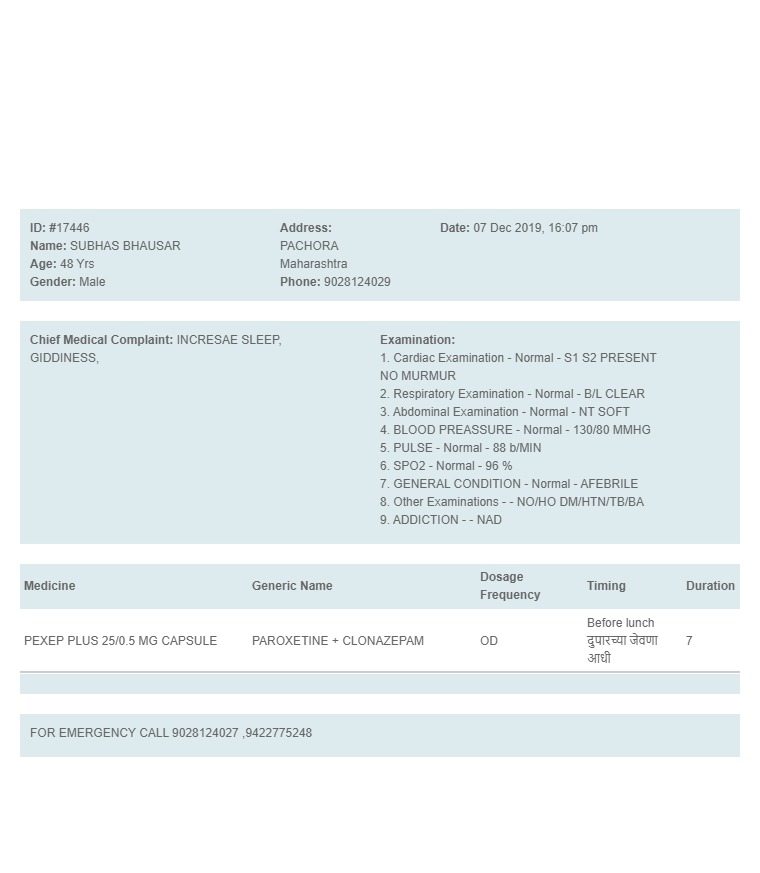 ID: #17446
Name: SUBHAS BHAUSAR
Age: 48 Yrs
Gender: Male
Address:
PACHORA
Maharashtra
Phone: 9028124029
Date: 07 Dec 2019, 16:07 pm
Chief Medical Complaint: INCRESAE SLEEP,
GIDDINESS,
Examination:
1. Cardiac Examination - Normal - S1 S2 PRESENT
NO MURMUR
2. Respiratory Examination - Normal - B/L CLEAR
3. Abdominal Examination - Normal - NT SOFT
4. BLOOD PREASSURE - Normal - 130/80 MMHG
5. PULSE - Normal - 88 b/MIN
6. SPO2 - Normal - 96 %
7. GENERAL CONDITION - Normal - AFEBRILE
8. Other Examinations - - NO/HO DM/HTN/TB/BA
9. ADDICTION - - NAD
Medicine
Generic Name
Dosage
Frequency
Timing
Duration
PEXEP PLUS 25/0.5 MG CAPSULE
PAROXETINE + CLONAZEPAM
OD
Before lunch
दुपारच्या जेवणा
आधी
7
FOR EMERGENCY CALL 9028124027 ,9422775248